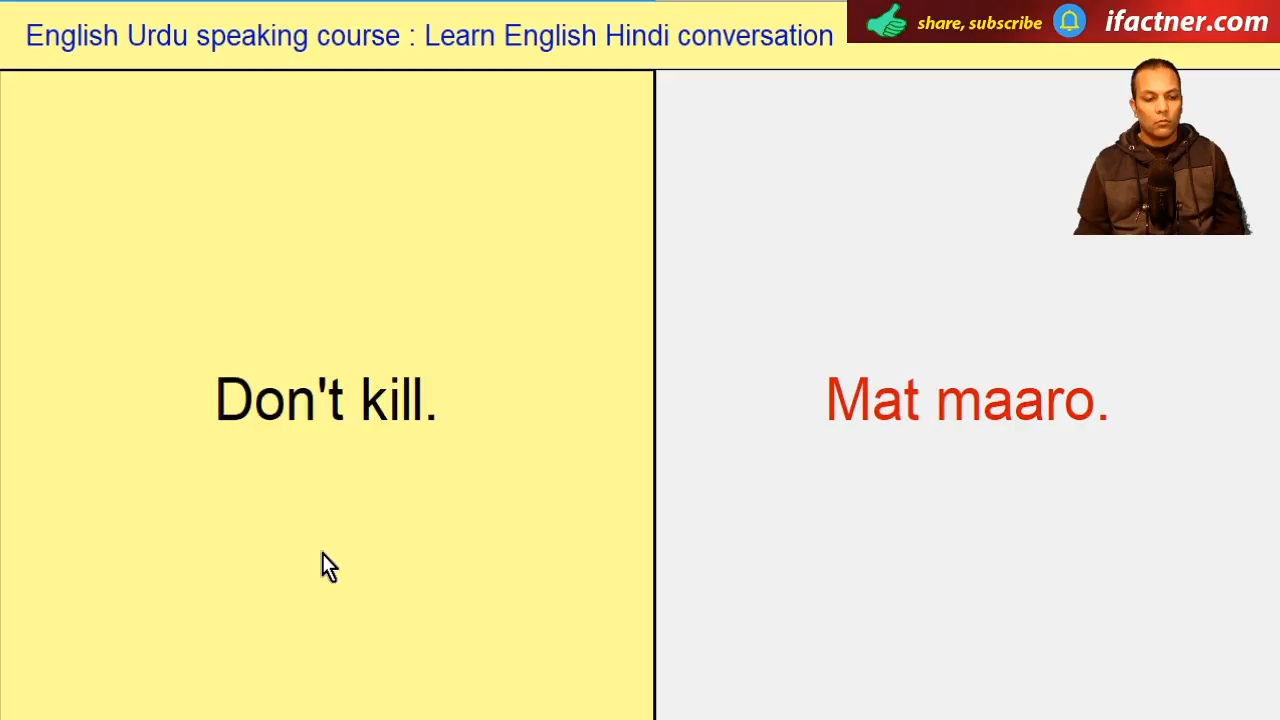 English Urdu speaking course : Learn English Hindi conversation
share, subscribe
ifactner.com
Don't kill.
Mat maaro.